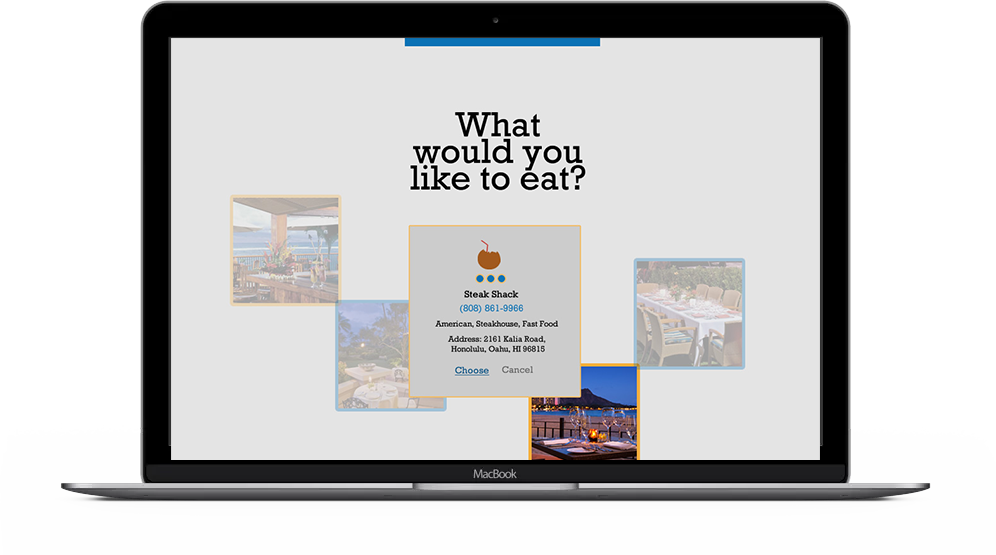 What
would you
like to eat?
Steak Shack
(808) 861-9966
American, Steakhouse, Fast Food
Address: 2161 Kalia Road,
Honolulu, Oahu, HI 96815
Choose Cancel
MacBook